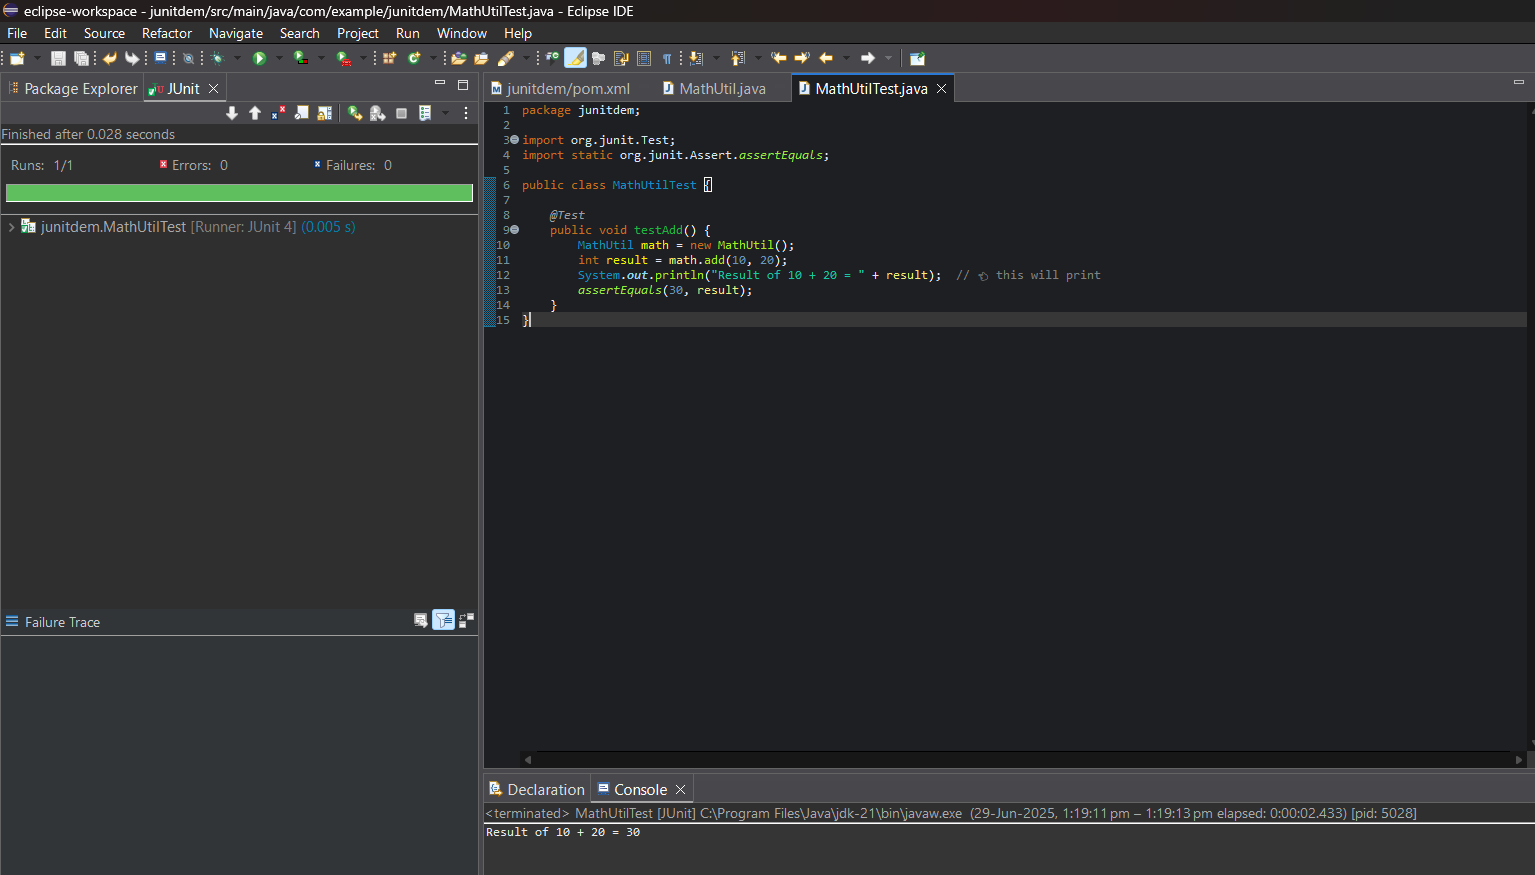 eclipse-workspace - junitdem/src/main/java/com/example/junitdem/MathUtilTest.java - Eclipse IDE
File Edit Source Refactor Navigate Search Project Run Window Help
Package Explorer JUnit
Finished after 0.028 seconds
Runs: 1/1 Errors: 0 Failures: 0
junitdem.MathUtilTest [Runner: JUnit 4] (0.005 s)
Failure Trace
junitdem/pom.xml MathUtil.java MathUtilTest.java
1 package junitdem;
2
3 import org.junit.Test;
4 import static org.junit.Assert.assertEquals;
5
6 public class MathUtilTest {
7
8     @Test
9     public void testAdd() {
10         MathUtil math = new MathUtil();
11         int result = math.add(10, 20);
12         System.out.println("Result of 10 + 20 = " + result);  // 👈 this will print
13         assertEquals(30, result);
14     }
15 }
Declaration Console
<terminated> MathUtilTest [JUnit] C:\Program Files\Java\jdk-21\bin\javaw.exe (29-Jun-2025, 1:19:11 pm – 1:19:13 pm elapsed: 0:00:02.433) [pid: 5028]
Result of 10 + 20 = 30